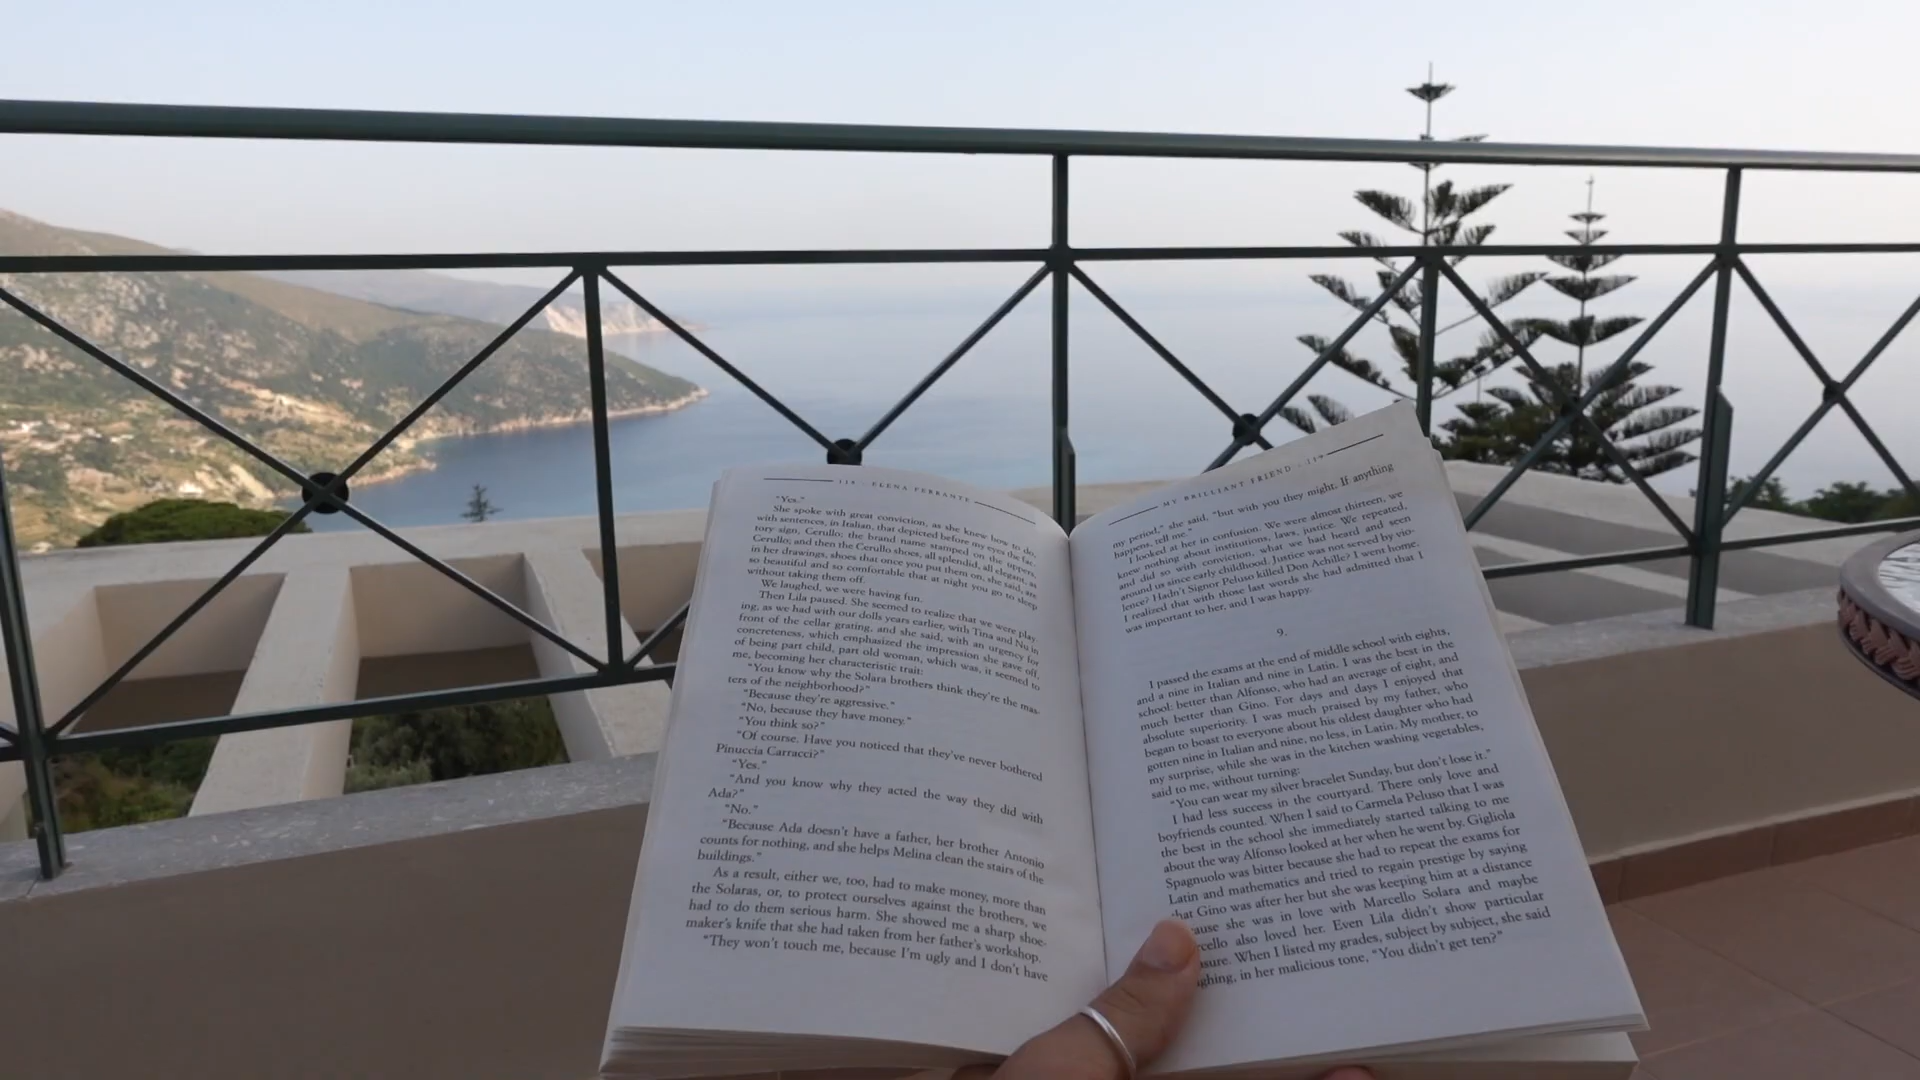 118 · ELENA FERRANTE
"Yes."
She spoke with great conviction, as she knew how to do,
with sentences, in Italian, that depicted before my eyes the fac-
tory sign, Cerullo; the brand name stamped on the uppers,
Cerullo; and then the Cerullo shoes, all splendid, all elegant, as
in her drawings, shoes that once you put them on, she said, are
so beautiful and so comfortable that at night you go to sleep
without taking them off.
We laughed, we were having fun.
Then Lila paused. She seemed to realize that we were play-
ing, as we had with our dolls years earlier, with Tina and Nu in
front of the cellar grating, and she said, with an urgency for
concreteness, which emphasized the impression she gave off,
of being part child, part old woman, which was, it seemed to
me, becoming her characteristic trait:
"You know why the Solara brothers think they're the mas-
ters of the neighborhood?"
"Because they're aggressive."
"No, because they have money."
"You think so?"
"Of course. Have you noticed that they've never bothered
Pinuccia Carracci?"
"Yes."
"And you know why they acted the way they did with
Ada?"
"No."
"Because Ada doesn't have a father, her brother Antonio
counts for nothing, and she helps Melina clean the stairs of the
buildings."
As a result, either we, too, had to make money, more than
the Solaras, or, to protect ourselves against the brothers, we
had to do them serious harm. She showed me a sharp shoe-
maker's knife that she had taken from her father's workshop.
"They won't touch me, because I'm ugly and I don't have
MY BRILLIANT FRIEND · 119
my period," she said, "but with you they might. If anything
happens, tell me."
I looked at her in confusion. We were almost thirteen, we
knew nothing about institutions, laws, justice. We repeated,
and did so with conviction, what we had heard and seen
around us since early childhood. Justice was not served by vio-
lence? Hadn't Signor Peluso killed Don Achille? I went home.
I realized that with those last words she had admitted that I
was important to her, and I was happy.
9.
I passed the exams at the end of middle school with eights,
and a nine in Italian and nine in Latin. I was the best in the
school: better than Alfonso, who had an average of eight, and
much better than Gino. For days and days I enjoyed that
absolute superiority. I was much praised by my father, who
began to boast to everyone about his oldest daughter who had
gotten nine in Italian and nine, no less, in Latin. My mother, to
my surprise, while she was in the kitchen washing vegetables,
said to me, without turning:
"You can wear my silver bracelet Sunday, but don't lose it."
I had less success in the courtyard. There only love and
boyfriends counted. When I said to Carmela Peluso that I was
the best in the school she immediately started talking to me
about the way Alfonso looked at her when he went by. Gigliola
Spagnuolo was bitter because she had to repeat the exams for
Latin and mathematics and tried to regain prestige by saying
that Gino was after her but she was keeping him at a distance
ause she was in love with Marcello Solara and maybe
rcello also loved her. Even Lila didn't show particular
asure. When I listed my grades, subject by subject, she said
ghing, in her malicious tone, "You didn't get ten?"